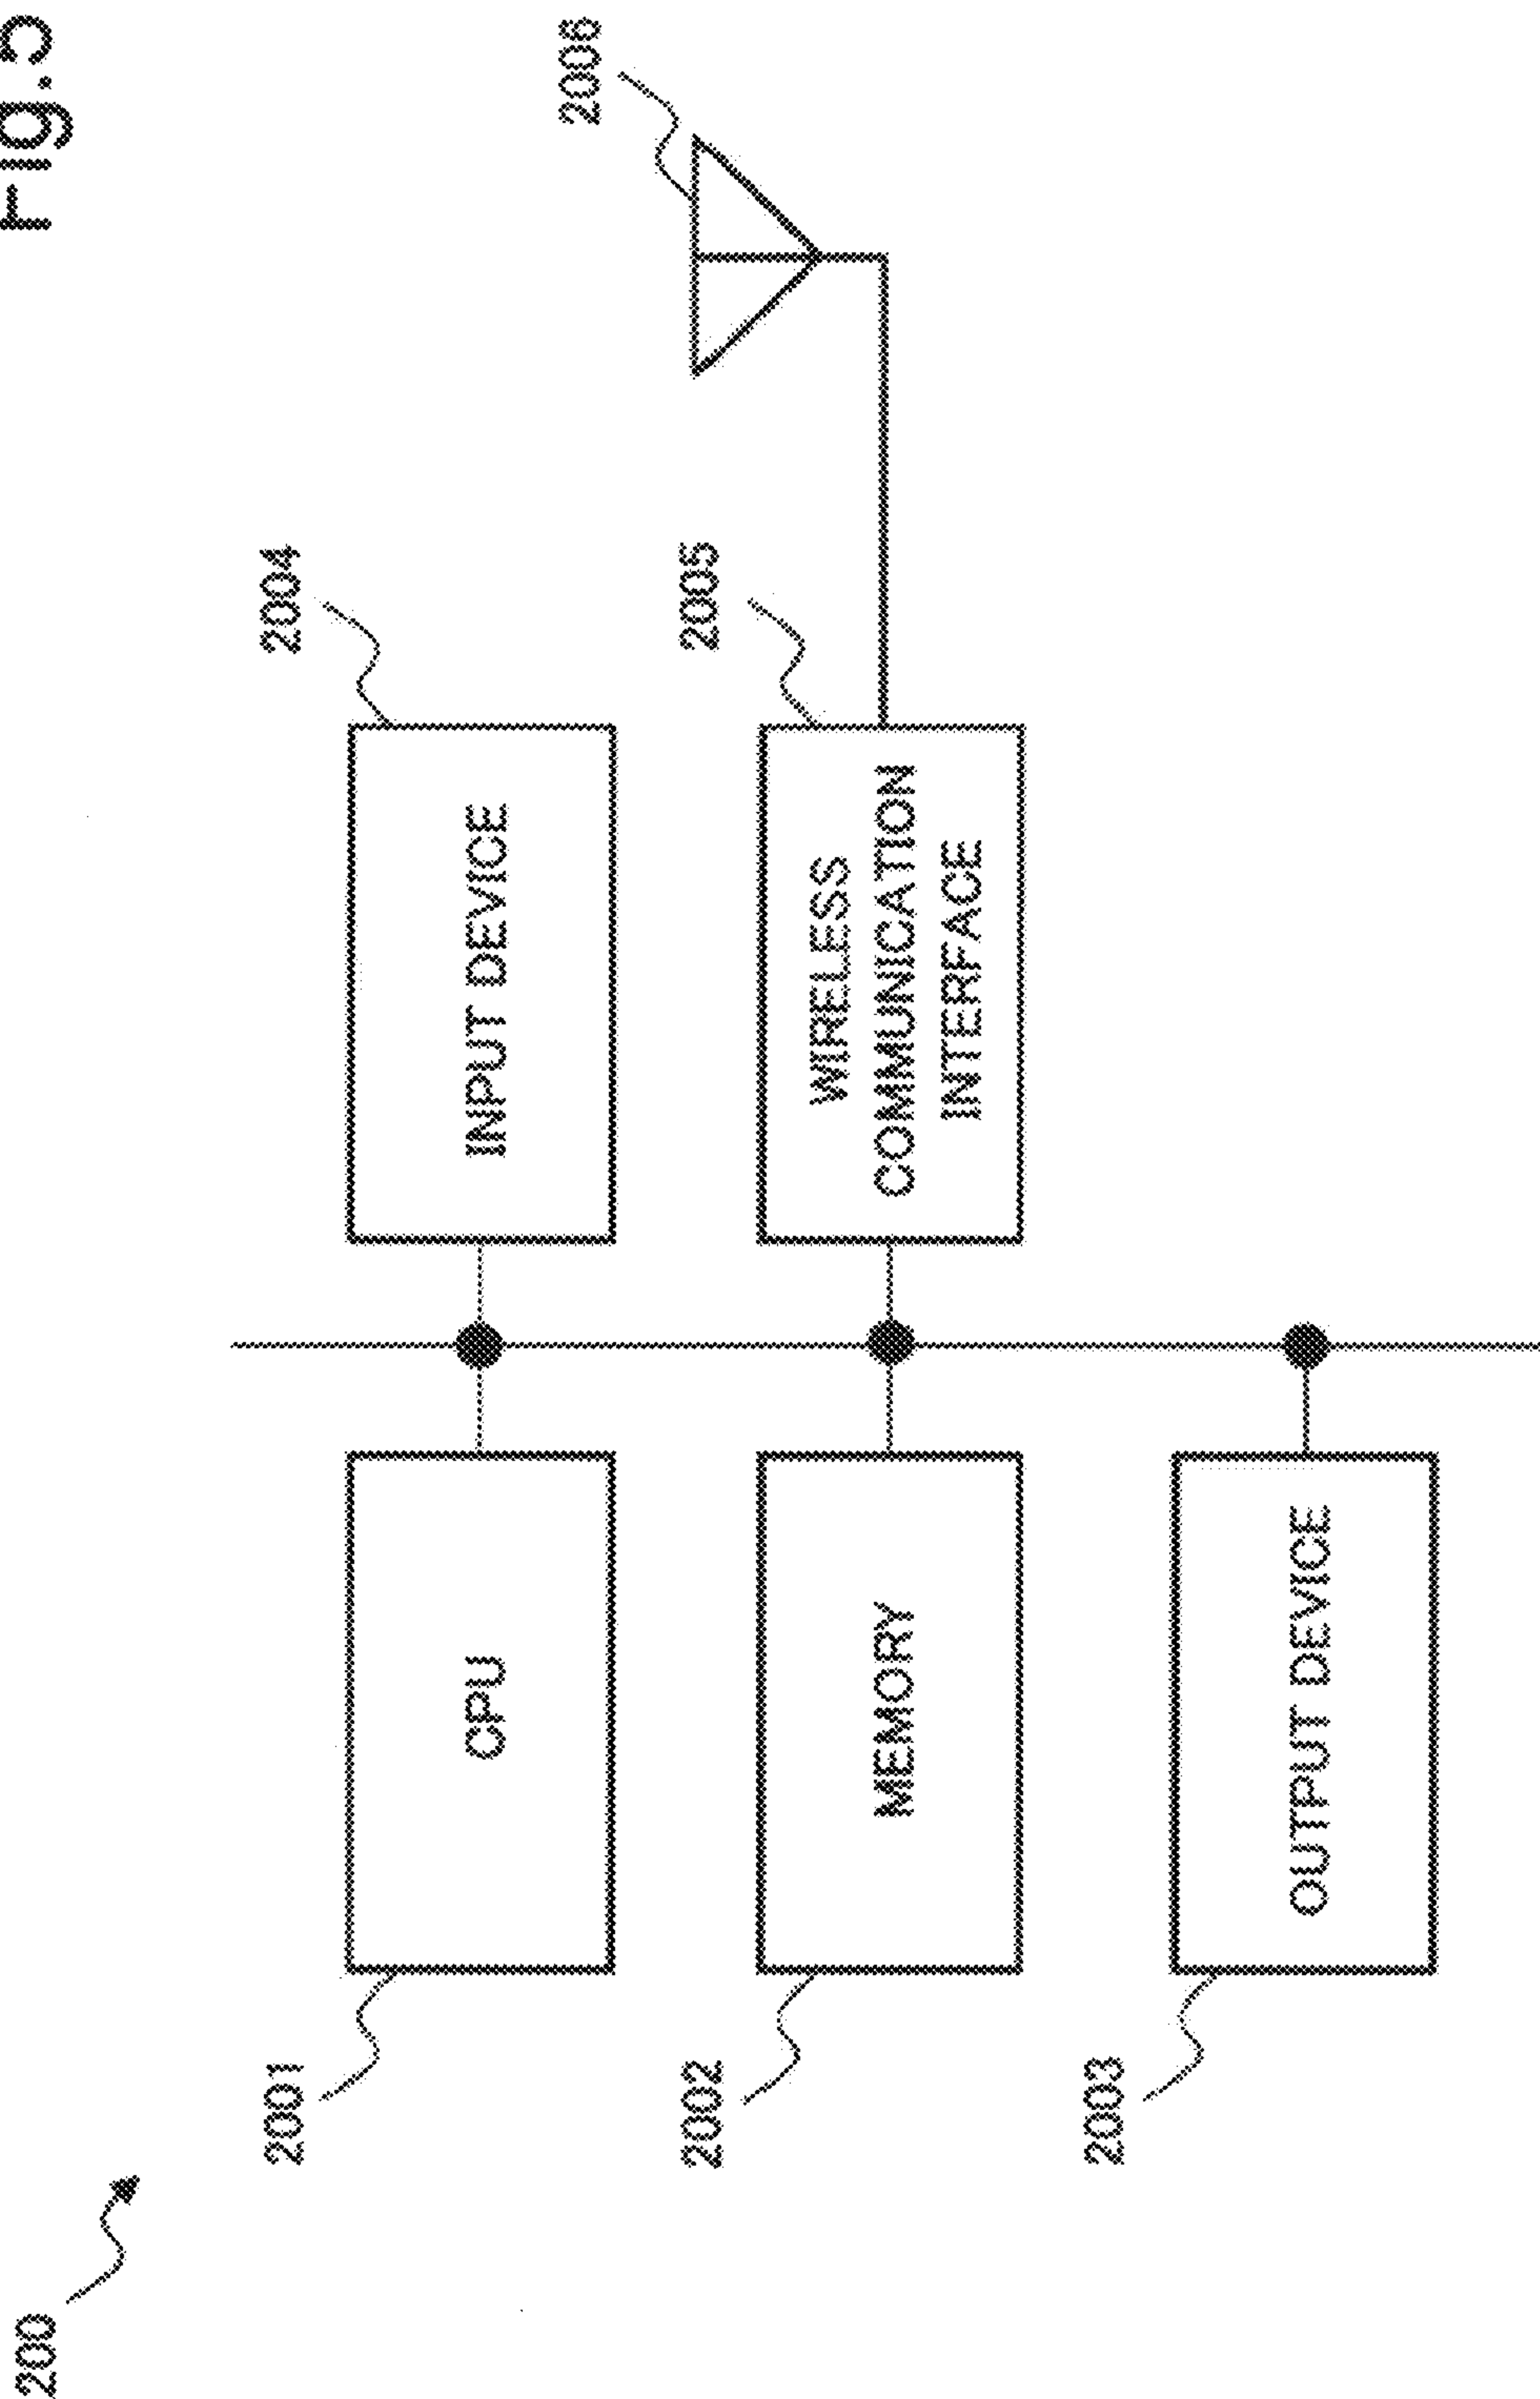 Fig.5
200
2001
CPU
INPUT DEVICE
2004
2006
2002
MEMORY
WIRELESS
COMMUNICATION
INTERFACE
2005
2003
OUTPUT DEVICE